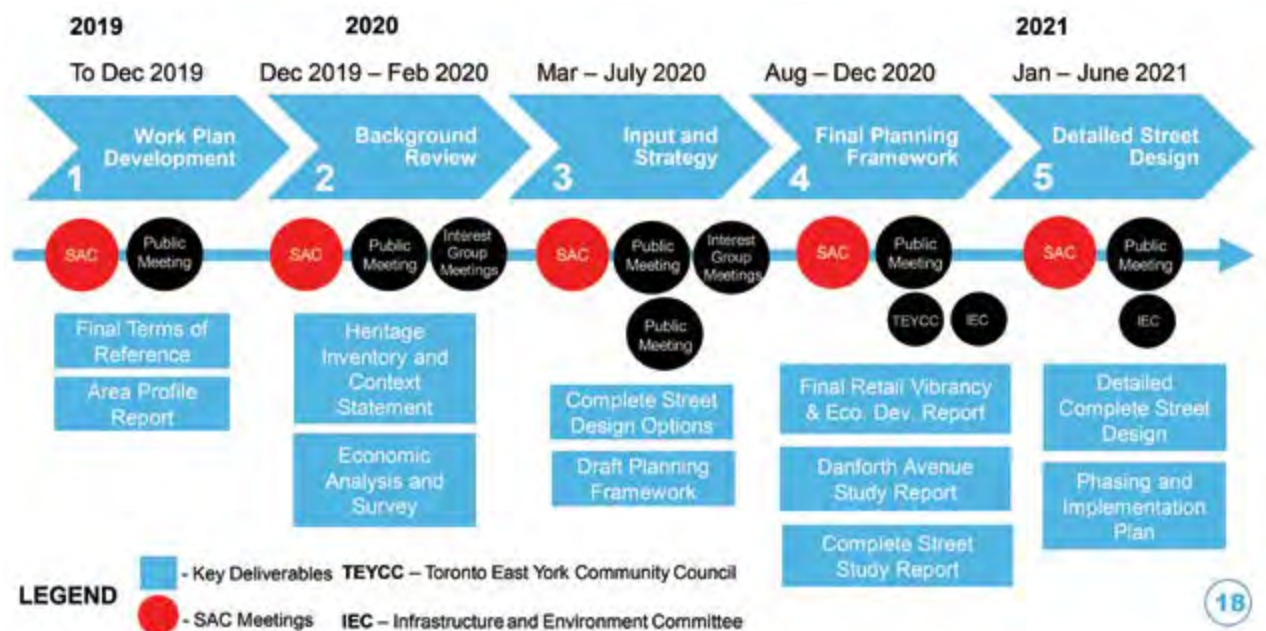 2019
2020
2021
To Dec 2019
Dec 2019 – Feb 2020
Mar – July 2020
Aug – Dec 2020
Jan – June 2021
Work Plan
Development
1
Background
Review
2
Input and
Strategy
3
Final Planning
Framework
4
Detailed Street
Design
5
SAC
Public
Meeting
SAC
Public
Meeting
Interest
Group
Meetings
SAC
Public
Meeting
Interest
Group
Meetings
Public
Meeting
SAC
Public
Meeting
TEYCC
IEC
SAC
Public
Meeting
IEC
Final Terms of
Reference
Area Profile
Report
Heritage
Inventory and
Context
Statement
Economic
Analysis and
Survey
Complete Street
Design Options
Draft Planning
Framework
Final Retail Vibrancy
& Eco. Dev. Report
Danforth Avenue
Study Report
Complete Street
Study Report
Detailed
Complete Street
Design
Phasing and
Implementation
Plan
LEGEND
- Key Deliverables
TEYCC – Toronto East York Community Council
- SAC Meetings
IEC – Infrastructure and Environment Committee
18